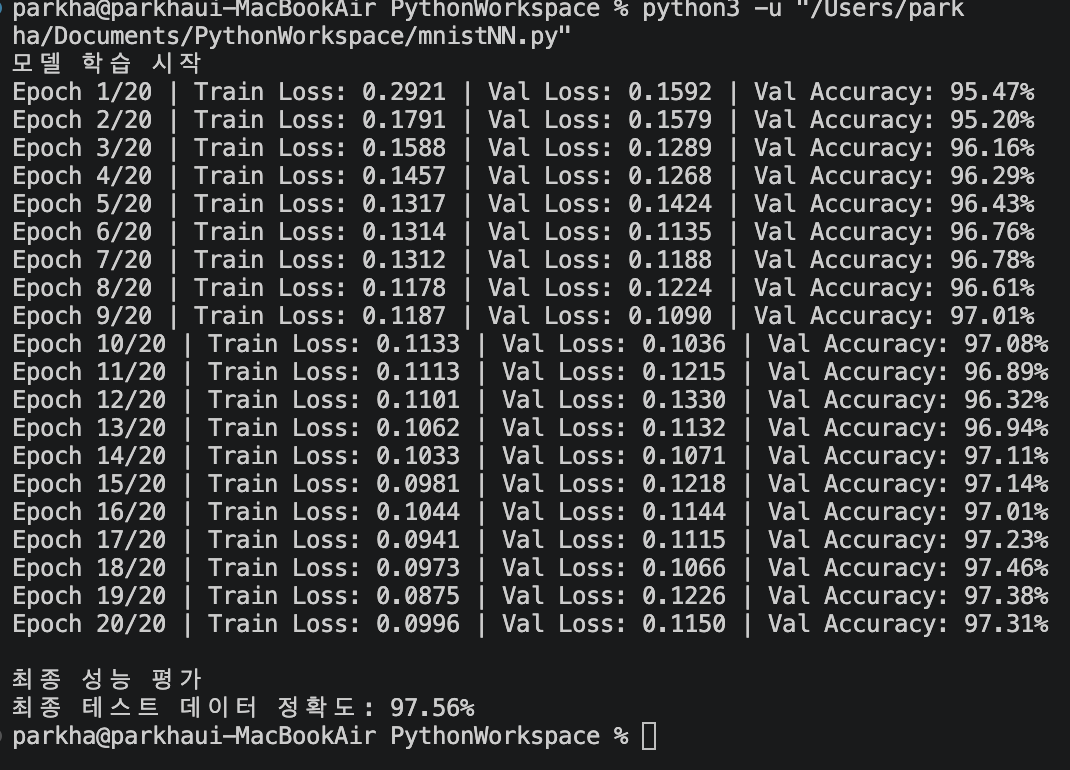 parkha@parkhaui-MacBookAir PythonWorkspace % python3 -u "/Users/park
ha/Documents/PythonWorkspace/mnistNN.py"
모델 학습 시작
Epoch 1/20 | Train Loss: 0.2921 | Val Loss: 0.1592 | Val Accuracy: 95.47%
Epoch 2/20 | Train Loss: 0.1791 | Val Loss: 0.1579 | Val Accuracy: 95.20%
Epoch 3/20 | Train Loss: 0.1588 | Val Loss: 0.1289 | Val Accuracy: 96.16%
Epoch 4/20 | Train Loss: 0.1457 | Val Loss: 0.1268 | Val Accuracy: 96.29%
Epoch 5/20 | Train Loss: 0.1317 | Val Loss: 0.1424 | Val Accuracy: 96.43%
Epoch 6/20 | Train Loss: 0.1314 | Val Loss: 0.1135 | Val Accuracy: 96.76%
Epoch 7/20 | Train Loss: 0.1312 | Val Loss: 0.1188 | Val Accuracy: 96.78%
Epoch 8/20 | Train Loss: 0.1178 | Val Loss: 0.1224 | Val Accuracy: 96.61%
Epoch 9/20 | Train Loss: 0.1187 | Val Loss: 0.1090 | Val Accuracy: 97.01%
Epoch 10/20 | Train Loss: 0.1133 | Val Loss: 0.1036 | Val Accuracy: 97.08%
Epoch 11/20 | Train Loss: 0.1113 | Val Loss: 0.1215 | Val Accuracy: 96.89%
Epoch 12/20 | Train Loss: 0.1101 | Val Loss: 0.1330 | Val Accuracy: 96.32%
Epoch 13/20 | Train Loss: 0.1062 | Val Loss: 0.1132 | Val Accuracy: 96.94%
Epoch 14/20 | Train Loss: 0.1033 | Val Loss: 0.1071 | Val Accuracy: 97.11%
Epoch 15/20 | Train Loss: 0.0981 | Val Loss: 0.1218 | Val Accuracy: 97.14%
Epoch 16/20 | Train Loss: 0.1044 | Val Loss: 0.1144 | Val Accuracy: 97.01%
Epoch 17/20 | Train Loss: 0.0941 | Val Loss: 0.1115 | Val Accuracy: 97.23%
Epoch 18/20 | Train Loss: 0.0973 | Val Loss: 0.1066 | Val Accuracy: 97.46%
Epoch 19/20 | Train Loss: 0.0875 | Val Loss: 0.1226 | Val Accuracy: 97.38%
Epoch 20/20 | Train Loss: 0.0996 | Val Loss: 0.1150 | Val Accuracy: 97.31%
최종 성능 평가
최종 테스트 데이터 정확도: 97.56%
parkha@parkhaui-MacBookAir PythonWorkspace %